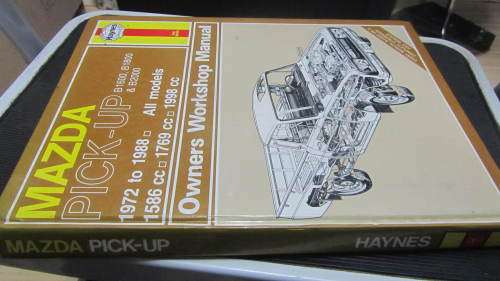 Haynes
MAZDA
PICK-UP
B1600, B1800
& B2000
1972 to 1988 All models
1586 cc 1769 cc 1998 cc
Owners Workshop Manual
MAZDA PICK-UP HAYNES